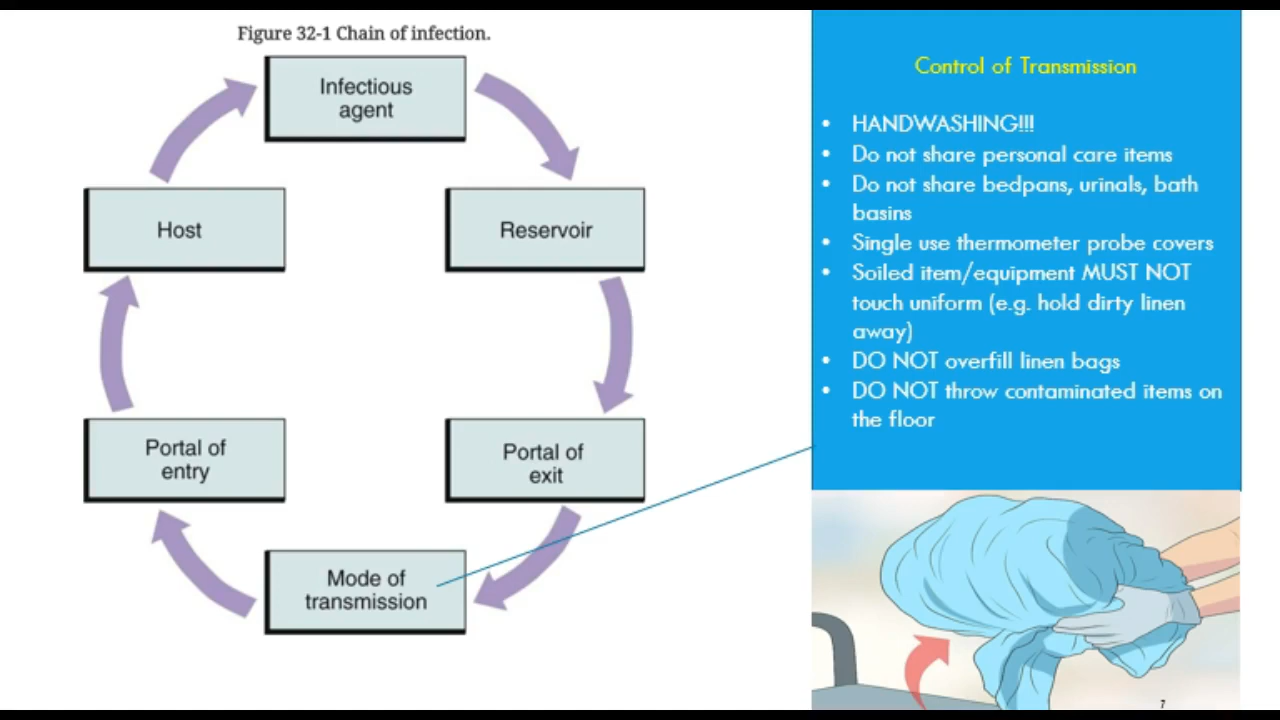 Figure 32-1 Chain of infection.
Infectious
agent
Host
Reservoir
Portal of
entry
Portal of
exit
Mode of
transmission
Control of Transmission
• HANDWASHING!!!
• Do not share personal care items
• Do not share bedpans, urinals, bath
basins
• Single use thermometer probe covers
• Soiled item/equipment MUST NOT
touch uniform (e.g. hold dirty linen
away)
• DO NOT overfill linen bags
• DO NOT throw contaminated items on
the floor
7